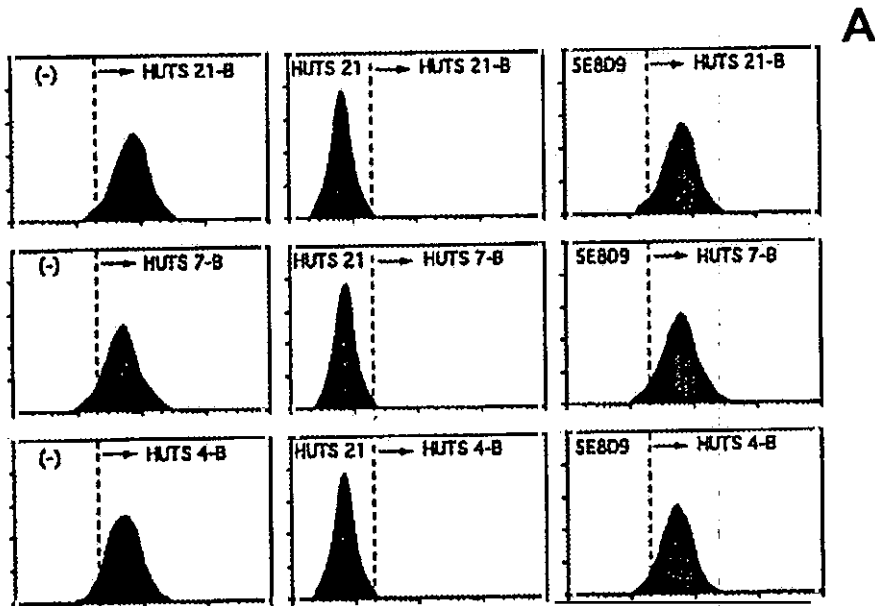 A
(-) → HUTS 21-B
HUTS 21 → HUTS 21-B
5E8D9 → HUTS 21-B
(-) → HUTS 7-B
HUTS 21 → HUTS 7-B
5E8D9 → HUTS 7-B
(-) → HUTS 4-B
HUTS 21 → HUTS 4-B
5E8D9 → HUTS 4-B